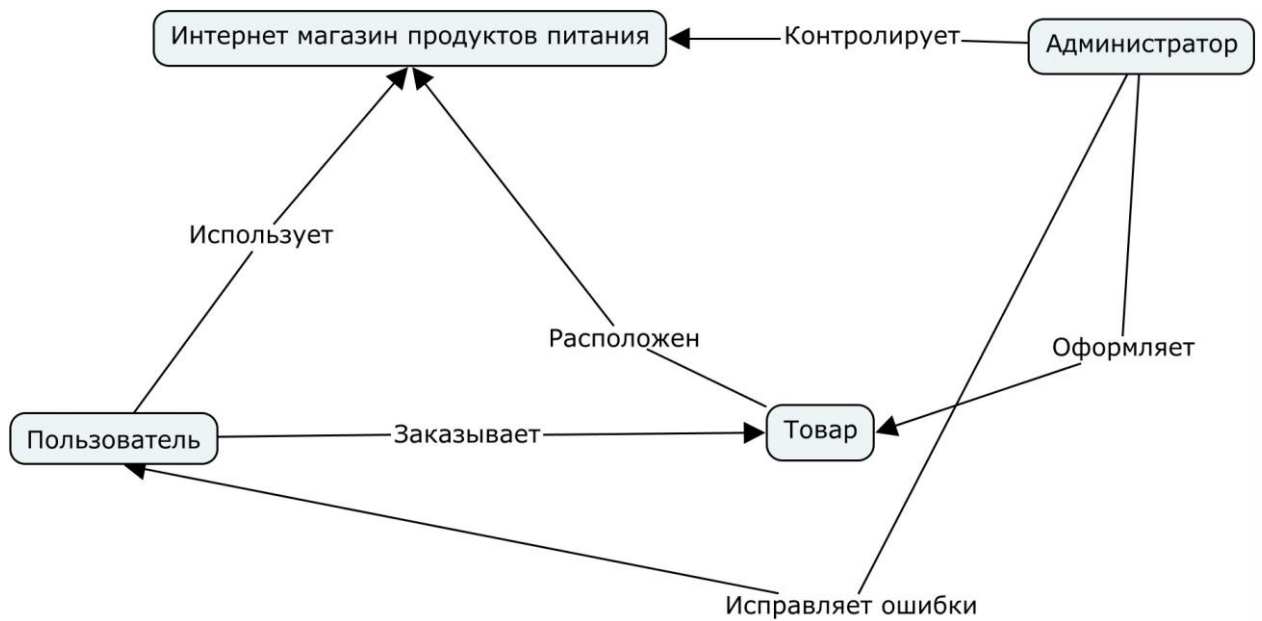 Интернет магазин продуктов питания
Контролирует
Администратор
Использует
Расположен
Оформляет
Пользователь
Заказывает
Товар
Исправляет ошибки